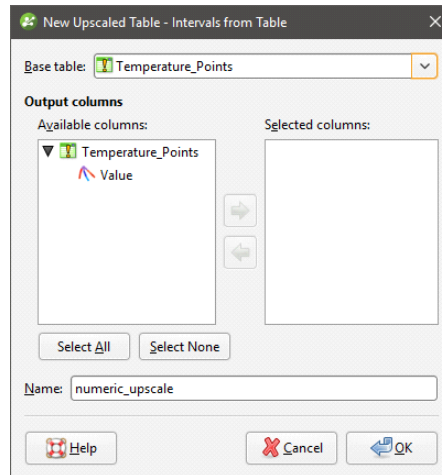 New Upscaled Table - Intervals from Table
Base table: Temperature_Points
Output columns
Available columns: Selected columns:
Temperature_Points
Value
Select All Select None
Name: numeric_upscale
Help Cancel OK